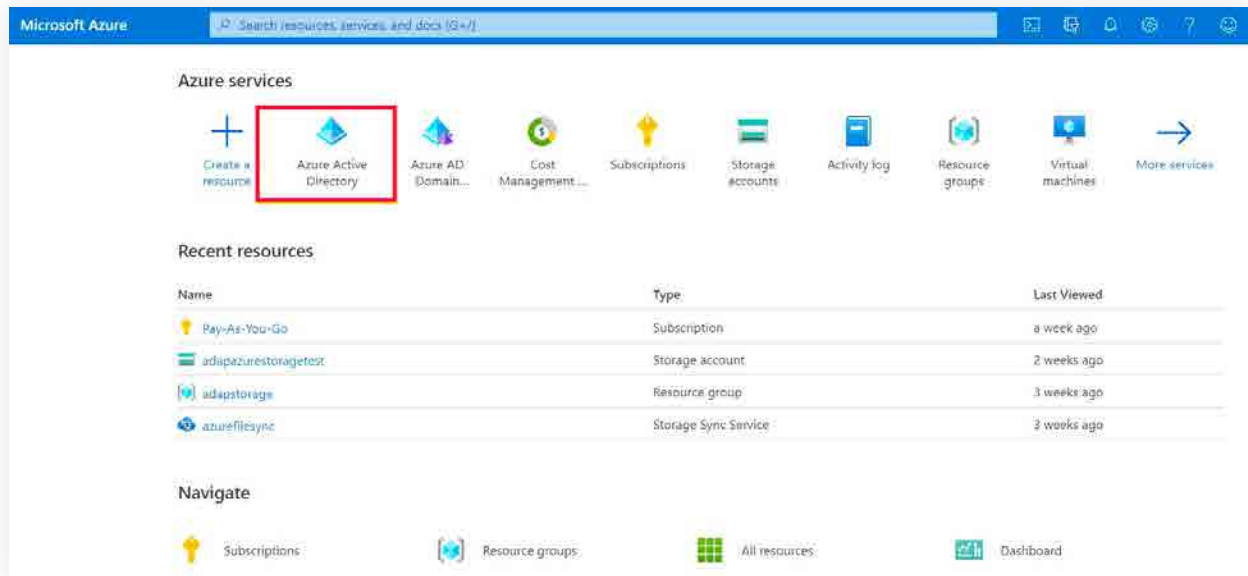 Microsoft Azure
Search resources, services, and docs (G+/)
Azure services
Create a resource
Azure Active Directory
Azure AD Domain...
Cost Management ...
Subscriptions
Storage accounts
Activity log
Resource groups
Virtual machines
More services
Recent resources
Name Type Last Viewed
Pay-As-You-Go Subscription a week ago
adapazurestoragetest Storage account 2 weeks ago
adapstorage Resource group 3 weeks ago
azurefilesync Storage Sync Service 3 weeks ago
Navigate
Subscriptions Resource groups All resources Dashboard